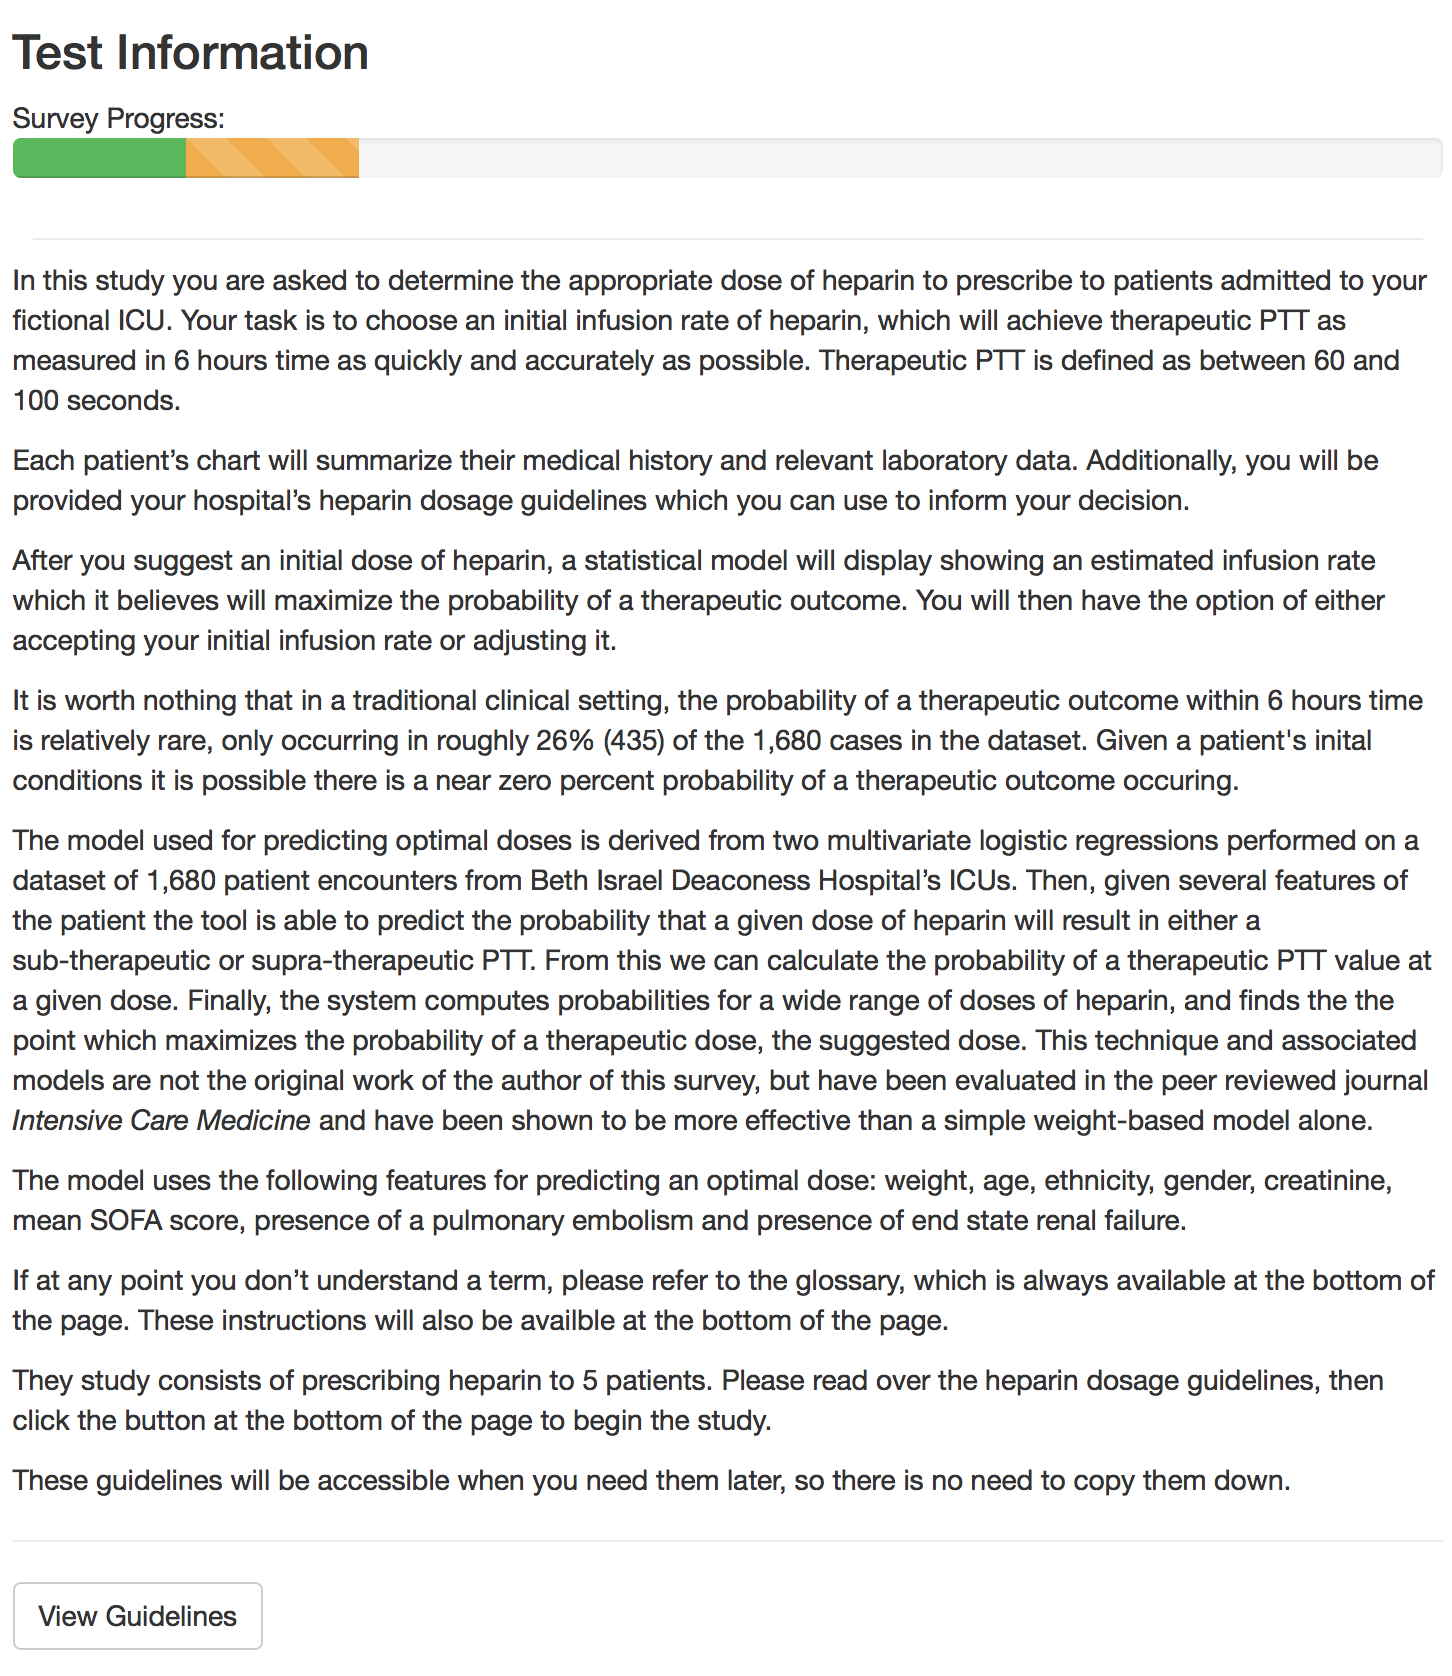 Test Information
Survey Progress:
In this study you are asked to determine the appropriate dose of heparin to prescribe to patients admitted to your
fictional ICU. Your task is to choose an initial infusion rate of heparin, which will achieve therapeutic PTT as
measured in 6 hours time as quickly and accurately as possible. Therapeutic PTT is defined as between 60 and
100 seconds.
Each patient’s chart will summarize their medical history and relevant laboratory data. Additionally, you will be
provided your hospital’s heparin dosage guidelines which you can use to inform your decision.
After you suggest an initial dose of heparin, a statistical model will display showing an estimated infusion rate
which it believes will maximize the probability of a therapeutic outcome. You will then have the option of either
accepting your initial infusion rate or adjusting it.
It is worth nothing that in a traditional clinical setting, the probability of a therapeutic outcome within 6 hours time
is relatively rare, only occurring in roughly 26% (435) of the 1,680 cases in the dataset. Given a patient's inital
conditions it is possible there is a near zero percent probability of a therapeutic outcome occuring.
The model used for predicting optimal doses is derived from two multivariate logistic regressions performed on a
dataset of 1,680 patient encounters from Beth Israel Deaconess Hospital’s ICUs. Then, given several features of
the patient the tool is able to predict the probability that a given dose of heparin will result in either a
sub-therapeutic or supra-therapeutic PTT. From this we can calculate the probability of a therapeutic PTT value at
a given dose. Finally, the system computes probabilities for a wide range of doses of heparin, and finds the the
point which maximizes the probability of a therapeutic dose, the suggested dose. This technique and associated
models are not the original work of the author of this survey, but have been evaluated in the peer reviewed journal
Intensive Care Medicine and have been shown to be more effective than a simple weight-based model alone.
The model uses the following features for predicting an optimal dose: weight, age, ethnicity, gender, creatinine,
mean SOFA score, presence of a pulmonary embolism and presence of end state renal failure.
If at any point you don’t understand a term, please refer to the glossary, which is always available at the bottom of
the page. These instructions will also be availble at the bottom of the page.
They study consists of prescribing heparin to 5 patients. Please read over the heparin dosage guidelines, then
click the button at the bottom of the page to begin the study.
These guidelines will be accessible when you need them later, so there is no need to copy them down.
View Guidelines